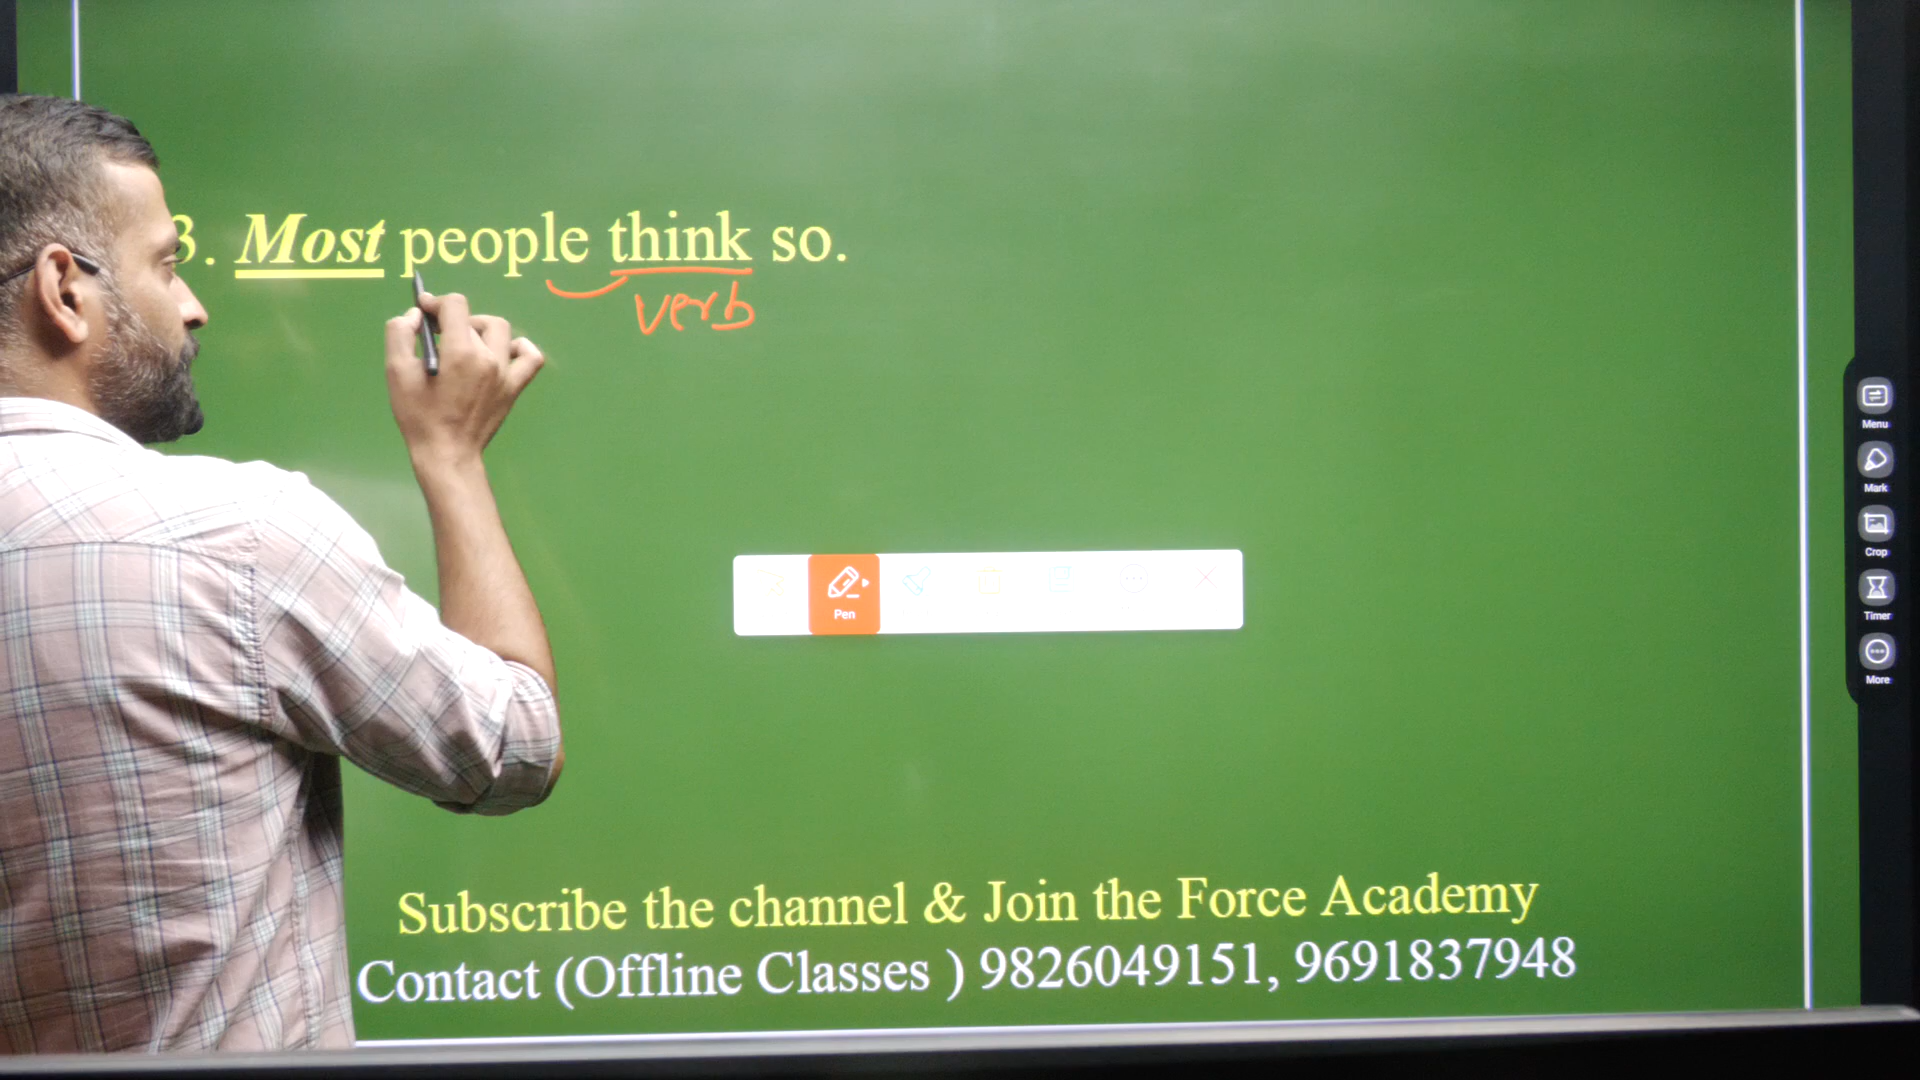 3. Most people think so.
verb
Pen
Menu
Mark
Crop
Timer
More
Subscribe the channel & Join the Force Academy
Contact (Offline Classes ) 9826049151, 9691837948